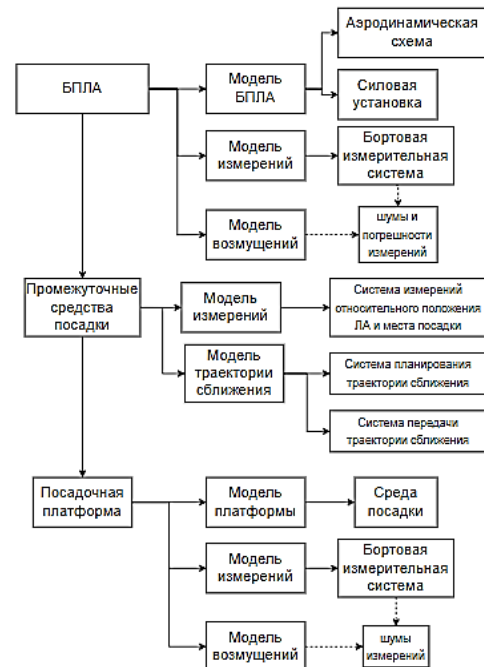 Аэродинамическая
схема
БПЛА
Модель
БПЛА
Силовая
установка
Модель
измерений
Бортовая
измерительная
система
Модель
возмущений
шумы и
погрешности
измерений
Промежуточные
средства
посадки
Модель
измерений
Система измерений
относительного положения
ЛА и места посадки
Модель
траектории
сближения
Система планирования
траектории сближения
Система передачи
траектории сближения
Посадочная
платформа
Модель
платформы
Среда
посадки
Модель
измерений
Бортовая
измерительная
система
Модель
возмущений
шумы
измерений